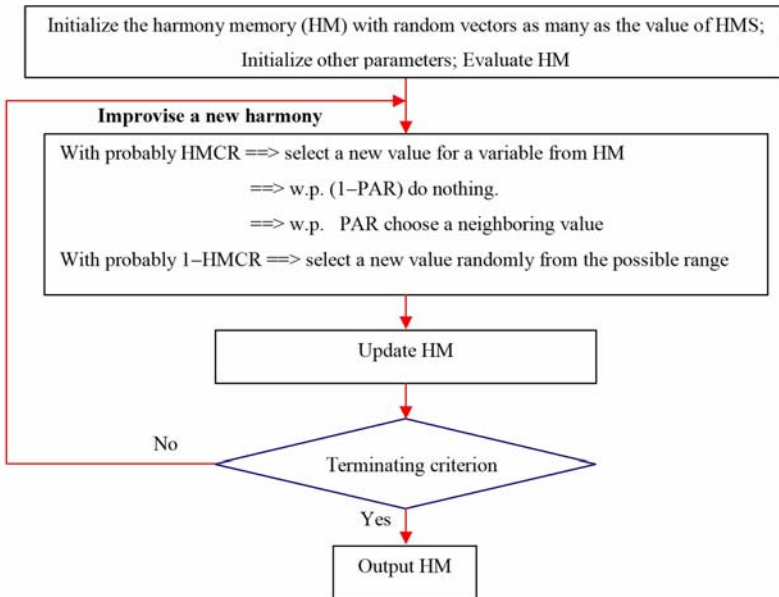 Initialize the harmony memory (HM) with random vectors as many as the value of HMS;
Initialize other parameters; Evaluate HM
Improvise a new harmony
With probably HMCR ==> select a new value for a variable from HM
==> w.p. (1–PAR) do nothing.
==> w.p. PAR choose a neighboring value
With probably 1–HMCR ==> select a new value randomly from the possible range
Update HM
No
Terminating criterion
Yes
Output HM